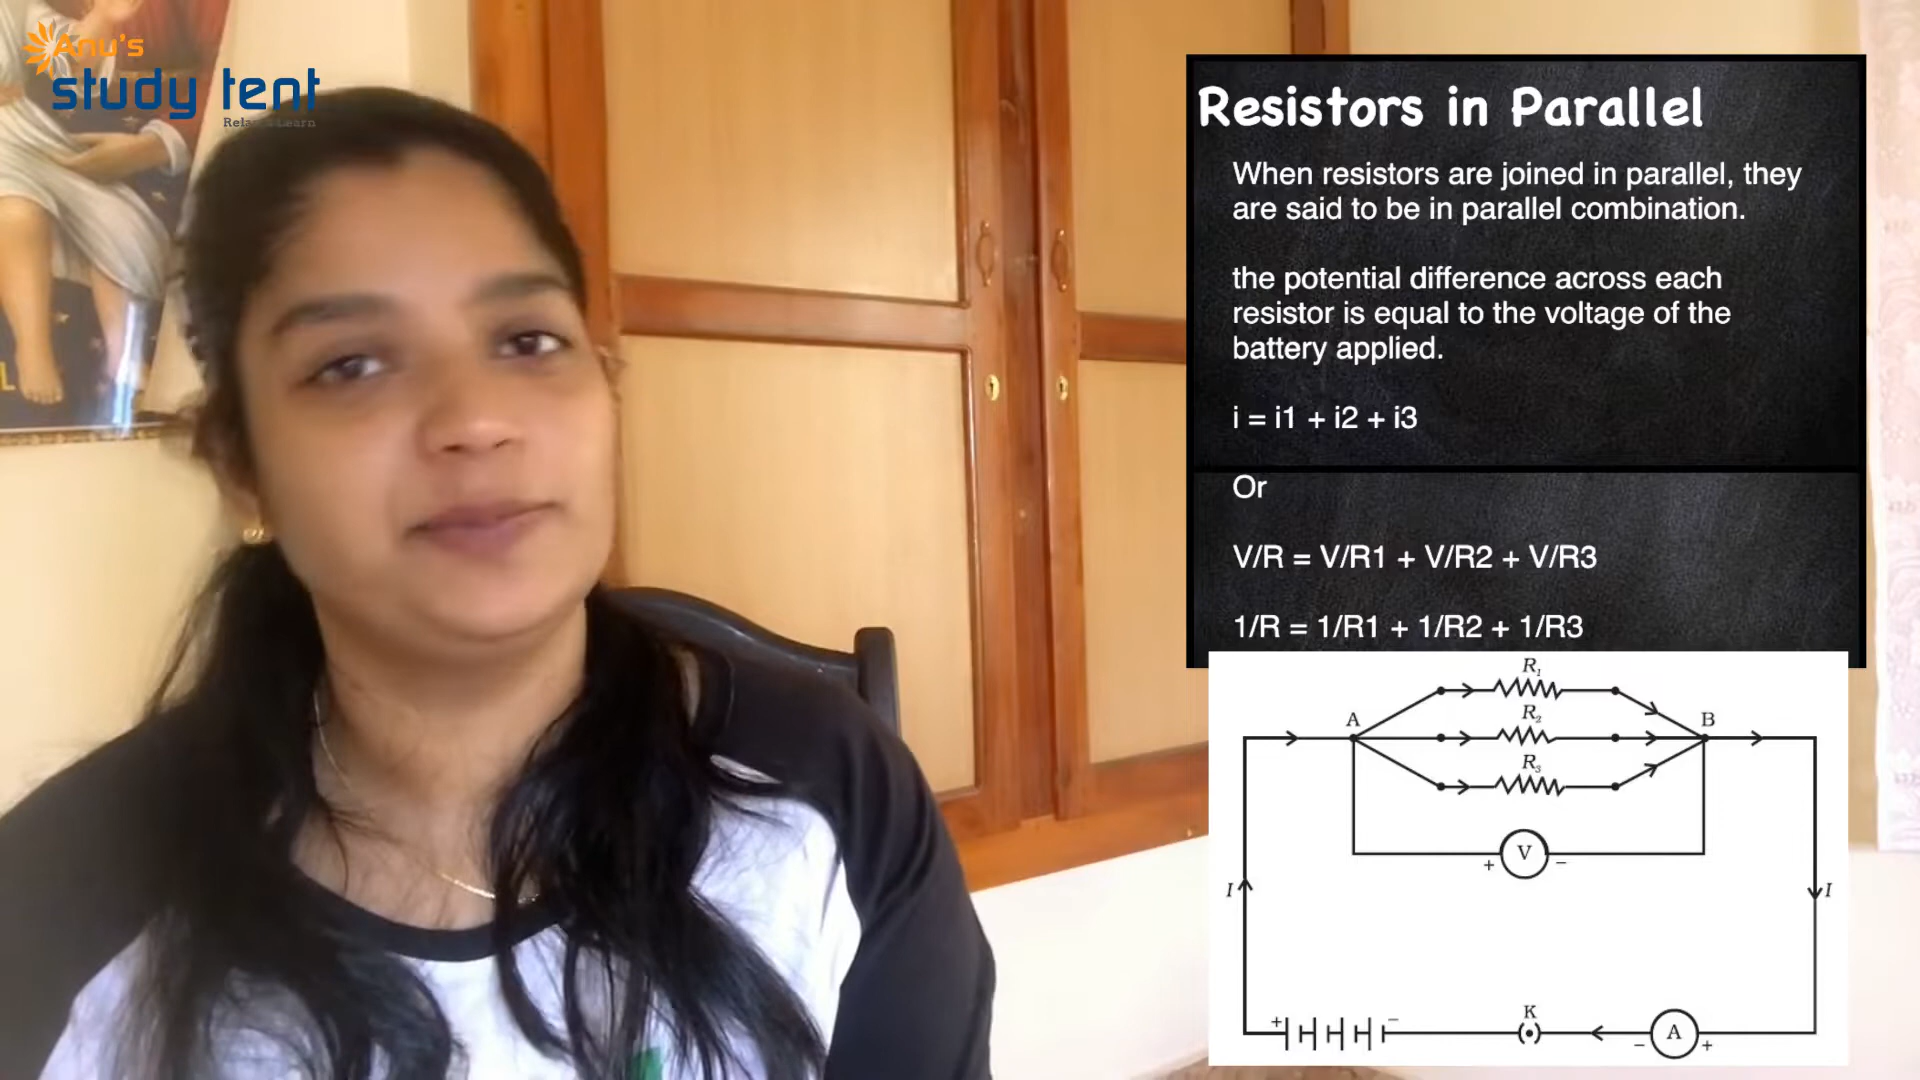 Anu's
study tent
Relax & Learn
Resistors in Parallel
When resistors are joined in parallel, they
are said to be in parallel combination.
the potential difference across each
resistor is equal to the voltage of the
battery applied.
i = i1 + i2 + i3
Or
V/R = V/R1 + V/R2 + V/R3
1/R = 1/R1 + 1/R2 + 1/R3
R₁
A R₂ B
R₃
+ V −
I I
K
+ −
− A +
L